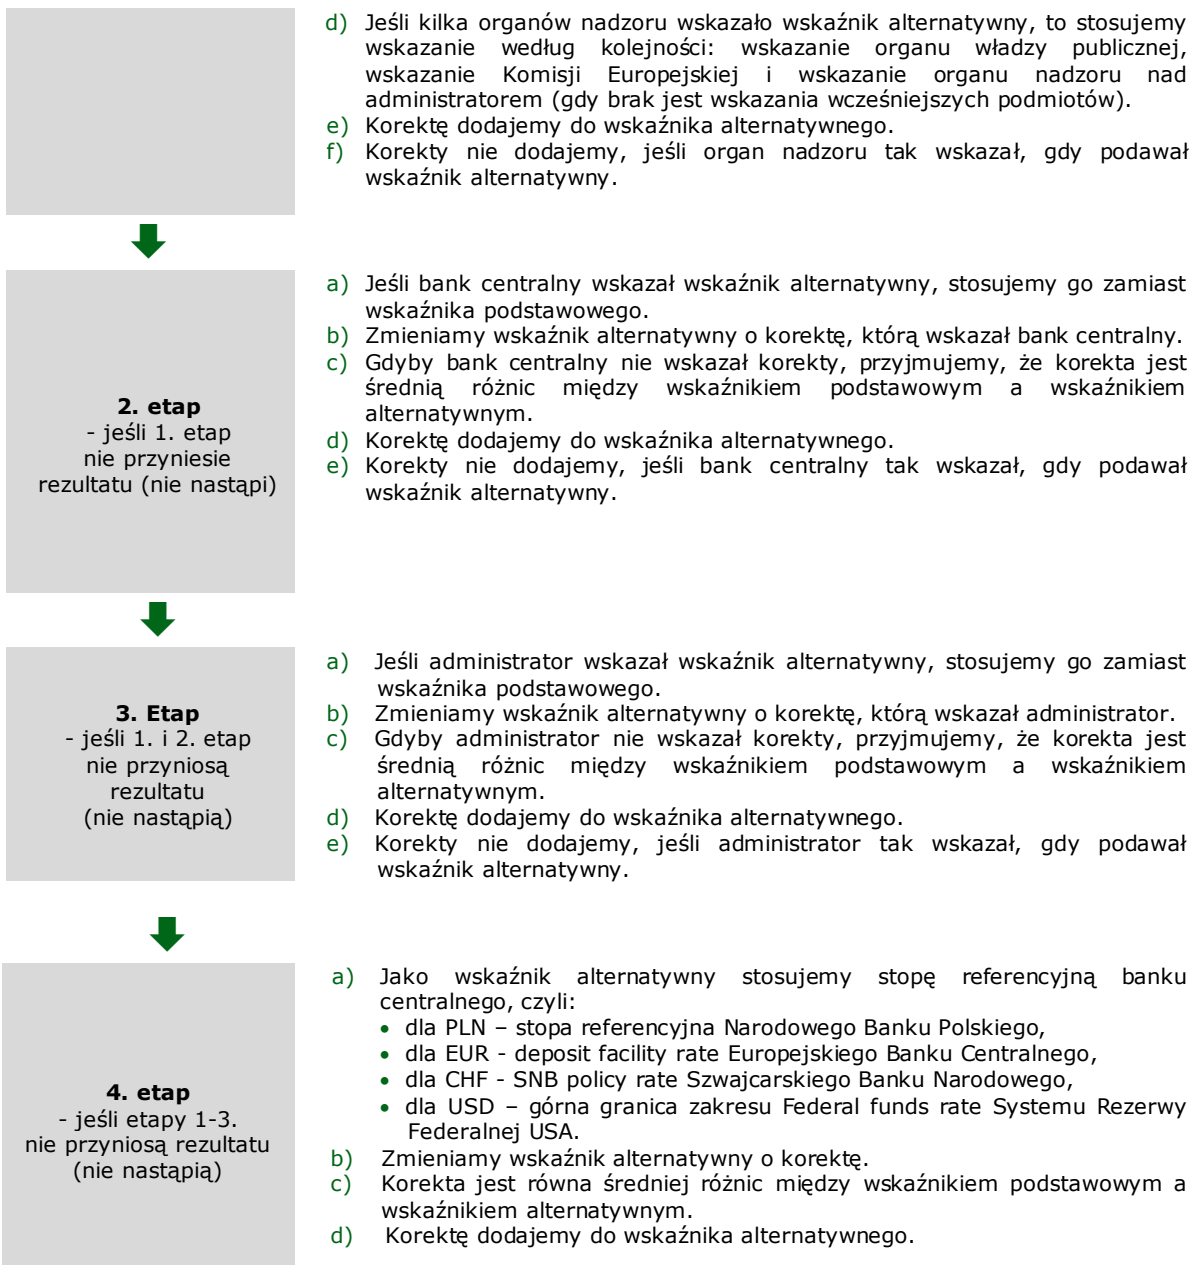 d) Jeśli kilka organów nadzoru wskazało wskaźnik alternatywny, to stosujemy
wskazanie według kolejności: wskazanie organu władzy publicznej,
wskazanie Komisji Europejskiej i wskazanie organu nadzoru nad
administratorem (gdy brak jest wskazania wcześniejszych podmiotów).
e) Korektę dodajemy do wskaźnika alternatywnego.
f) Korekty nie dodajemy, jeśli organ nadzoru tak wskazał, gdy podawał
wskaźnik alternatywny.
2. etap
- jeśli 1. etap
nie przyniesie
rezultatu (nie nastąpi)
a) Jeśli bank centralny wskazał wskaźnik alternatywny, stosujemy go zamiast
wskaźnika podstawowego.
b) Zmieniamy wskaźnik alternatywny o korektę, którą wskazał bank centralny.
c) Gdyby bank centralny nie wskazał korekty, przyjmujemy, że korekta jest
średnią różnic między wskaźnikiem podstawowym a wskaźnikiem
alternatywnym.
d) Korektę dodajemy do wskaźnika alternatywnego.
e) Korekty nie dodajemy, jeśli bank centralny tak wskazał, gdy podawał
wskaźnik alternatywny.
3. Etap
- jeśli 1. i 2. etap
nie przyniosą
rezultatu
(nie nastąpią)
a) Jeśli administrator wskazał wskaźnik alternatywny, stosujemy go zamiast
wskaźnika podstawowego.
b) Zmieniamy wskaźnik alternatywny o korektę, którą wskazał administrator.
c) Gdyby administrator nie wskazał korekty, przyjmujemy, że korekta jest
średnią różnic między wskaźnikiem podstawowym a wskaźnikiem
alternatywnym.
d) Korektę dodajemy do wskaźnika alternatywnego.
e) Korekty nie dodajemy, jeśli administrator tak wskazał, gdy podawał
wskaźnik alternatywny.
4. etap
- jeśli etapy 1-3.
nie przyniosą rezultatu
(nie nastąpią)
a) Jako wskaźnik alternatywny stosujemy stopę referencyjną banku
centralnego, czyli:
• dla PLN – stopa referencyjna Narodowego Banku Polskiego,
• dla EUR - deposit facility rate Europejskiego Banku Centralnego,
• dla CHF - SNB policy rate Szwajcarskiego Banku Narodowego,
• dla USD – górna granica zakresu Federal funds rate Systemu Rezerwy
Federalnej USA.
b) Zmieniamy wskaźnik alternatywny o korektę.
c) Korekta jest równa średniej różnic między wskaźnikiem podstawowym a
wskaźnikiem alternatywnym.
d) Korektę dodajemy do wskaźnika alternatywnego.